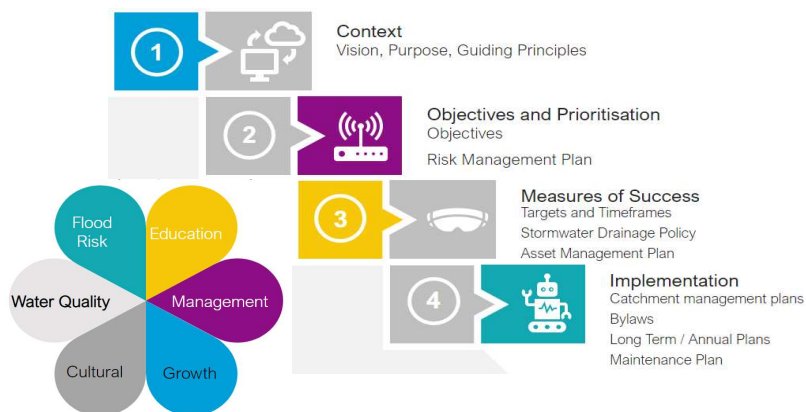 1
Context
Vision, Purpose, Guiding Principles
2
Objectives and Prioritisation
Objectives
Risk Management Plan
3
Measures of Success
Targets and Timeframes
Stormwater Drainage Policy
Asset Management Plan
4
Implementation
Catchment management plans
Bylaws
Long Term / Annual Plans
Maintenance Plan
Flood
Risk
Education
Water Quality
Management
Cultural
Growth